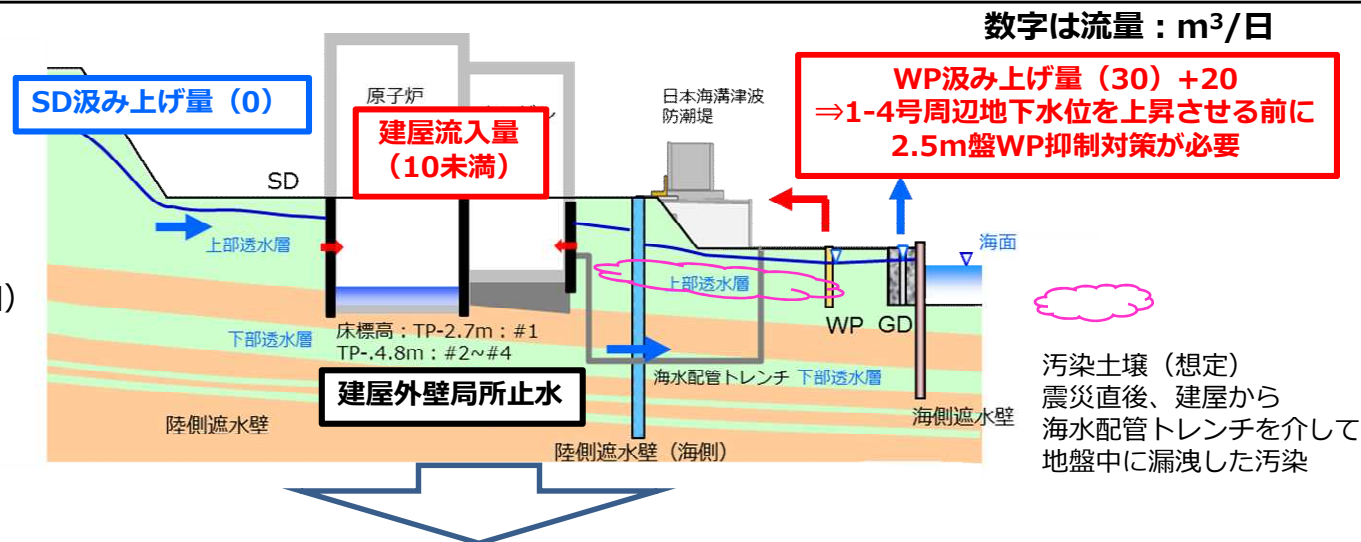 数字は流量:m³/日
SD汲み上げ量(0)
WP汲み上げ量(30)+20
⇒1-4号周辺地下水位を上昇させる前に
2.5m盤WP抑制対策が必要
原子炉
建屋流入量
(10未満)
日本海溝津波
防潮堤
SD
上部透水層
上部透水層
海面
WP GD
下部透水層
床標高:TP-2.7m:#1
TP-.4.8m:#2~#4
海水配管トレンチ 下部透水層
建屋外壁局所止水
陸側遮水壁
陸側遮水壁(海側)
海側遮水壁
汚染土壌(想定)
震災直後、建屋から
海水配管トレンチを介して
地盤中に漏洩した汚染